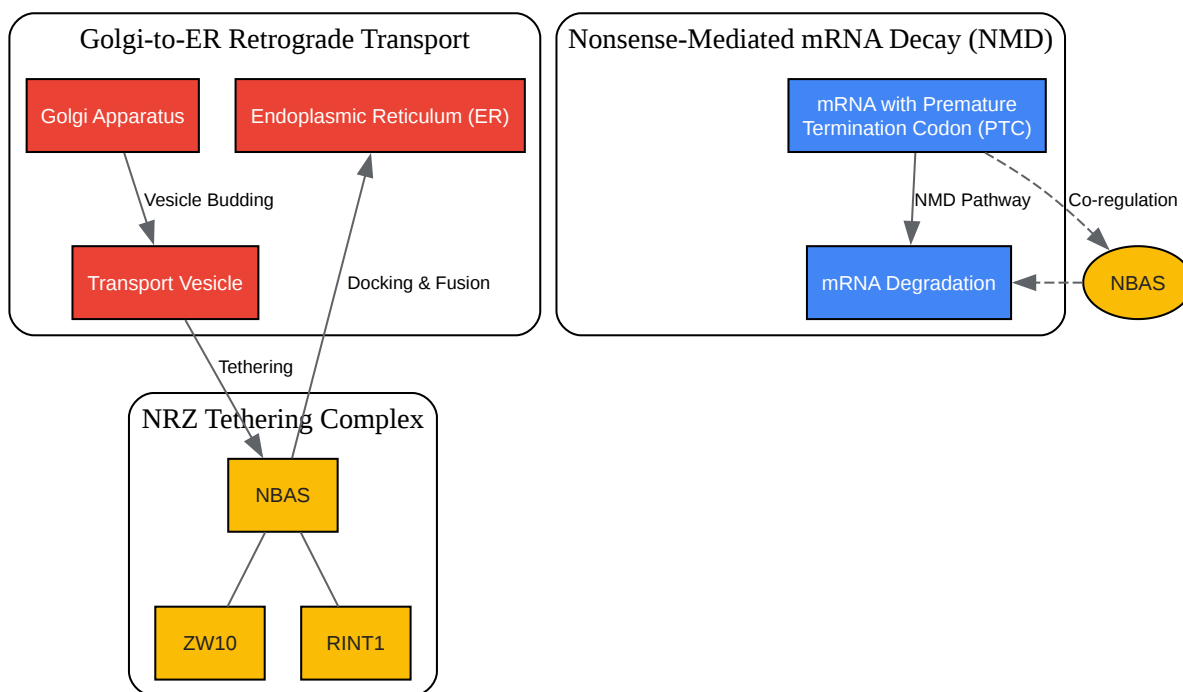 Golgi-to-ER Retrograde Transport
Golgi Apparatus
Endoplasmic Reticulum (ER)
Vesicle Budding
Transport Vesicle
Docking & Fusion
Tethering
NRZ Tethering Complex
NBAS
ZW10
RINT1
Nonsense-Mediated mRNA Decay (NMD)
mRNA with Premature
Termination Codon (PTC)
NMD Pathway
Co-regulation
mRNA Degradation
NBAS